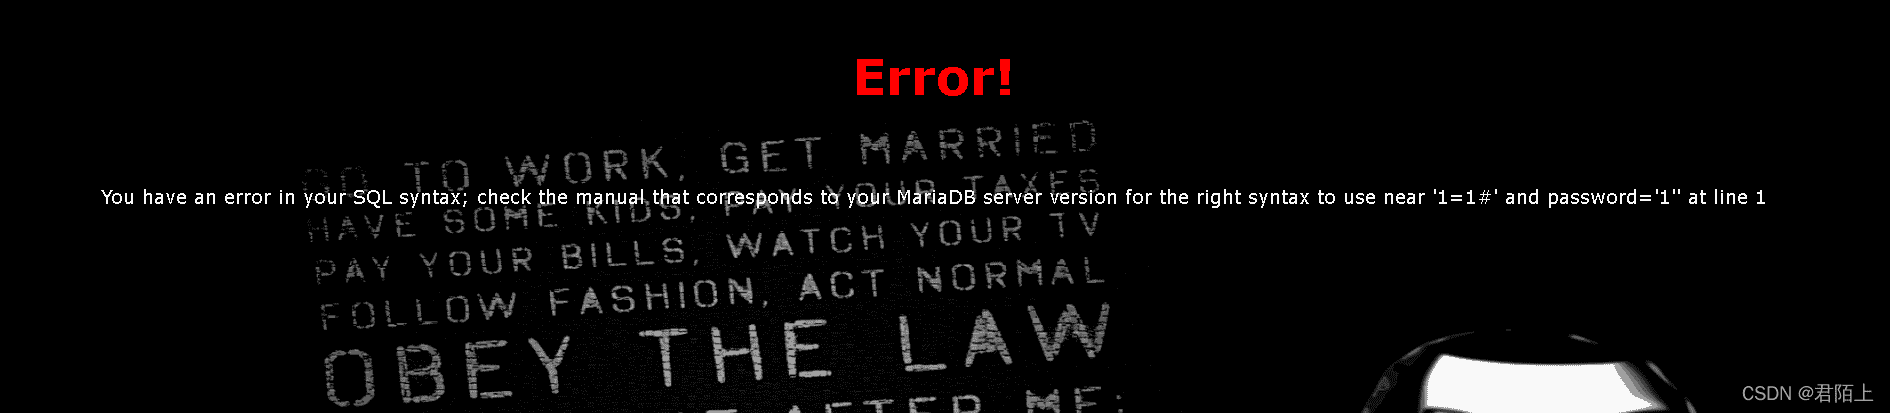 Error!
GO TO WORK, GET MARRIED
You have an error in your SQL syntax; check the manual that corresponds to your MariaDB server version for the right syntax to use near '1=1#' and password='1'' at line 1
HAVE SOME KIDS, PAY YOUR TAXES
PAY YOUR BILLS, WATCH YOUR TV
FOLLOW FASHION, ACT NORMAL
OBEY THE LAW
AFTER ME:
CSDN @君陌上